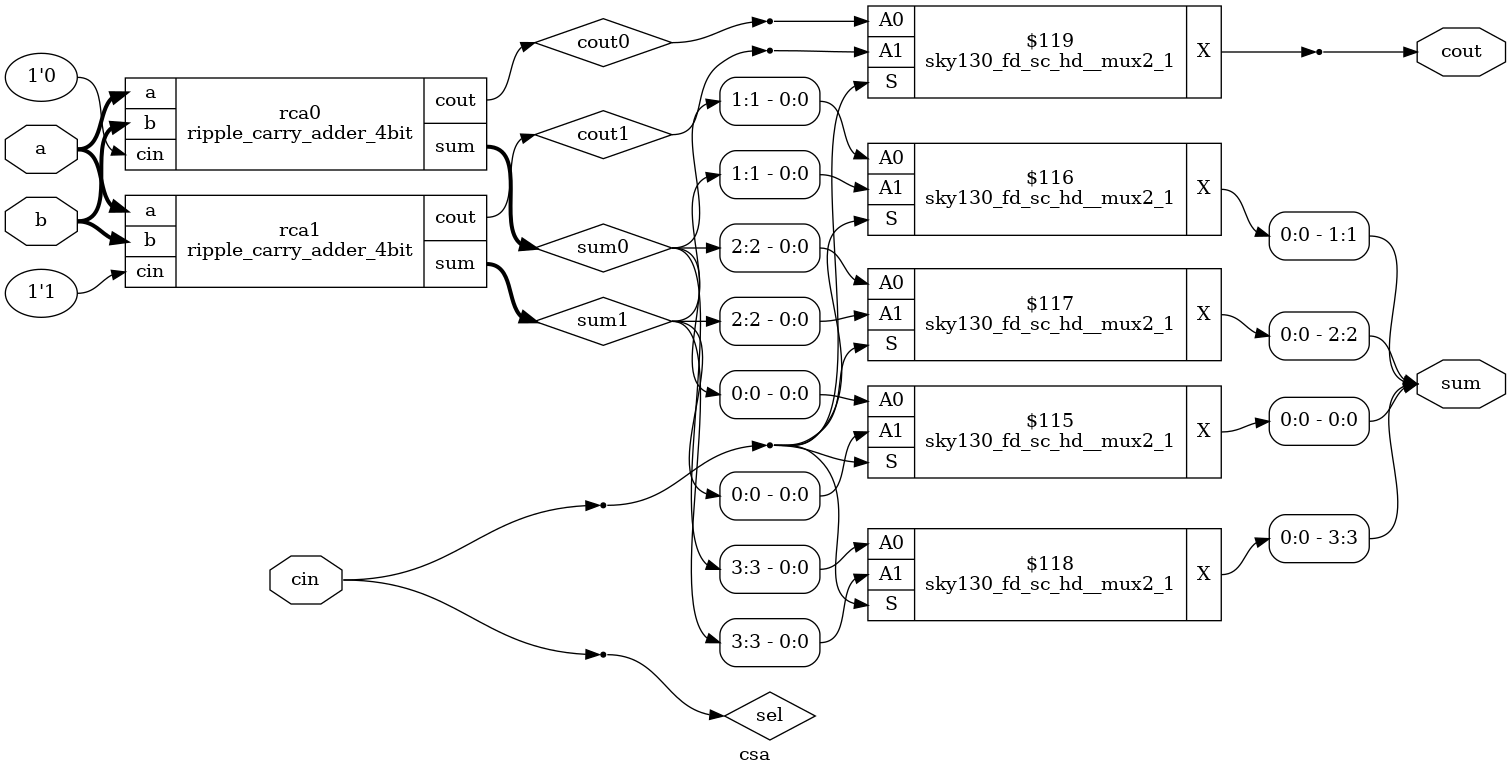 1'0
a
b
1'1
a
b
cin
rca0
ripple_carry_adder_4bit
cout
sum
a
b
cin
rca1
ripple_carry_adder_4bit
cout
sum
cin
cout0
cout1
sum0
sum1
sel
1:1 - 0:0
1:1 - 0:0
2:2 - 0:0
2:2 - 0:0
0:0 - 0:0
0:0 - 0:0
3:3 - 0:0
3:3 - 0:0
A0
A1
S
$119
sky130_fd_sc_hd__mux2_1
X
A0
A1
S
$116
sky130_fd_sc_hd__mux2_1
X
A0
A1
S
$117
sky130_fd_sc_hd__mux2_1
X
A0
A1
S
$115
sky130_fd_sc_hd__mux2_1
X
A0
A1
S
$118
sky130_fd_sc_hd__mux2_1
X
0:0 - 1:1
0:0 - 2:2
0:0 - 0:0
0:0 - 3:3
cout
sum
csa